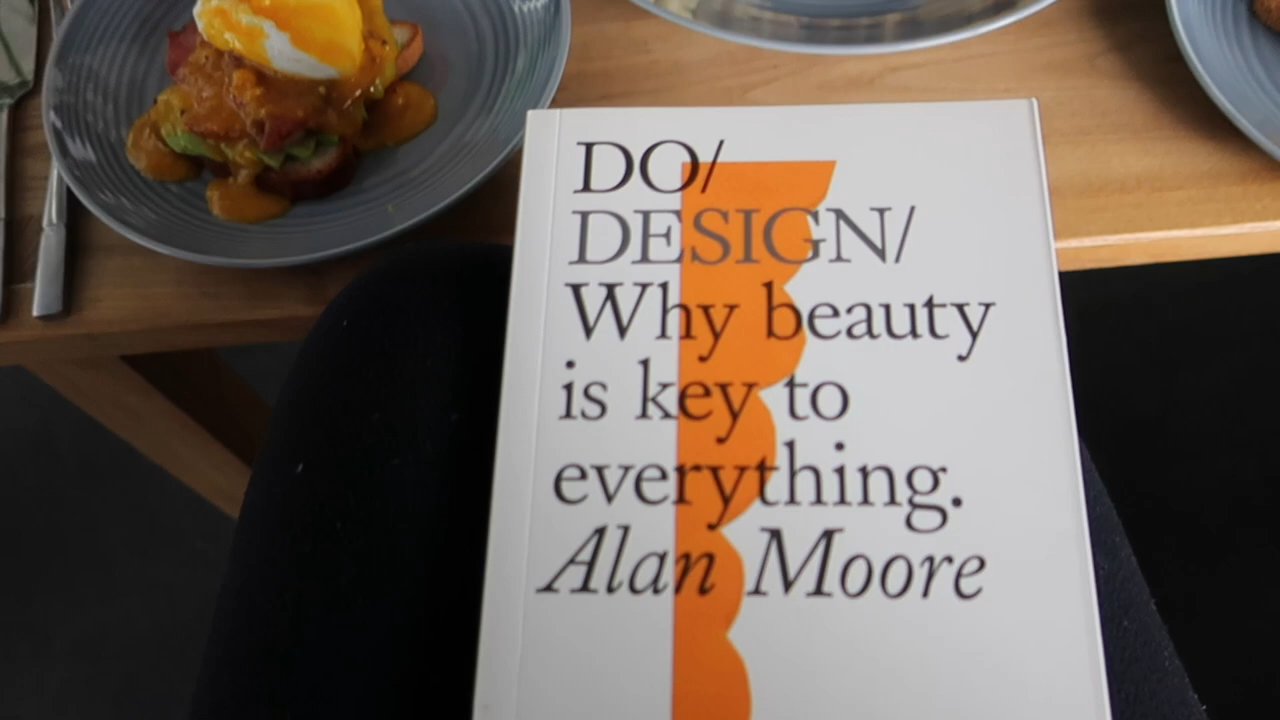 DO/
DESIGN/
Why beauty
is key to
everything.
Alan Moore